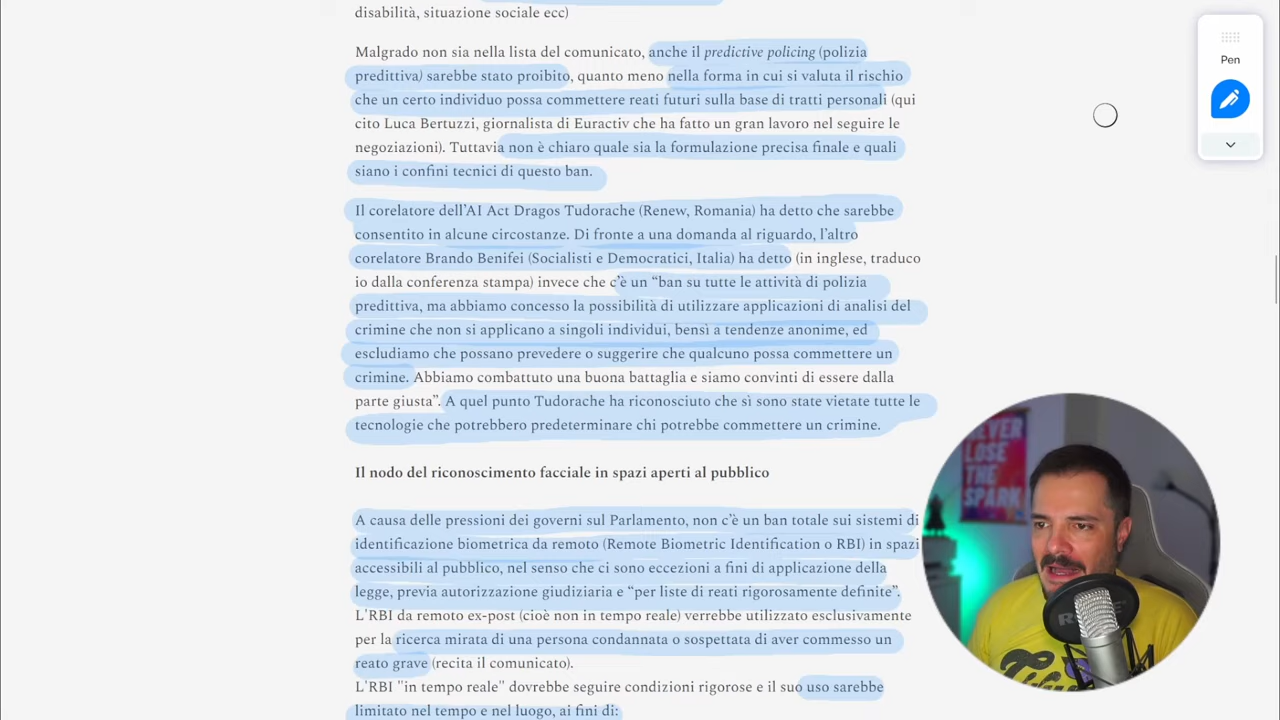 disabilità, situazione sociale ecc)
Malgrado non sia nella lista del comunicato, anche il predictive policing (polizia
predittiva) sarebbe stato proibito, quanto meno nella forma in cui si valuta il rischio
che un certo individuo possa commettere reati futuri sulla base di tratti personali (qui
cito Luca Bertuzzi, giornalista di Euractiv che ha fatto un gran lavoro nel seguire le
negoziazioni). Tuttavia non è chiaro quale sia la formulazione precisa finale e quali
siano i confini tecnici di questo ban.
Il corelatore dell'AI Act Dragos Tudorache (Renew, Romania) ha detto che sarebbe
consentito in alcune circostanze. Di fronte a una domanda al riguardo, l'altro
corelatore Brando Benifei (Socialisti e Democratici, Italia) ha detto (in inglese, traduco
io dalla conferenza stampa) invece che c'è un “ban su tutte le attività di polizia
predittiva, ma abbiamo concesso la possibilità di utilizzare applicazioni di analisi del
crimine che non si applicano a singoli individui, bensì a tendenze anonime, ed
escludiamo che possano prevedere o suggerire che qualcuno possa commettere un
crimine. Abbiamo combattuto una buona battaglia e siamo convinti di essere dalla
parte giusta”. A quel punto Tudorache ha riconosciuto che sì sono state vietate tutte le
tecnologie che potrebbero predeterminare chi potrebbe commettere un crimine.
Il nodo del riconoscimento facciale in spazi aperti al pubblico
A causa delle pressioni dei governi sul Parlamento, non c'è un ban totale sui sistemi di
identificazione biometrica da remoto (Remote Biometric Identification o RBI) in spazi
accessibili al pubblico, nel senso che ci sono eccezioni a fini di applicazione della
legge, previa autorizzazione giudiziaria e “per liste di reati rigorosamente definite”.
L'RBI da remoto ex-post (cioè non in tempo reale) verrebbe utilizzato esclusivamente
per la ricerca mirata di una persona condannata o sospettata di aver commesso un
reato grave (recita il comunicato).
L'RBI "in tempo reale" dovrebbe seguire condizioni rigorose e il suo uso sarebbe
limitato nel tempo e nel luogo, ai fini di:
Pen
NEVER
LOSE
THE
SPARK